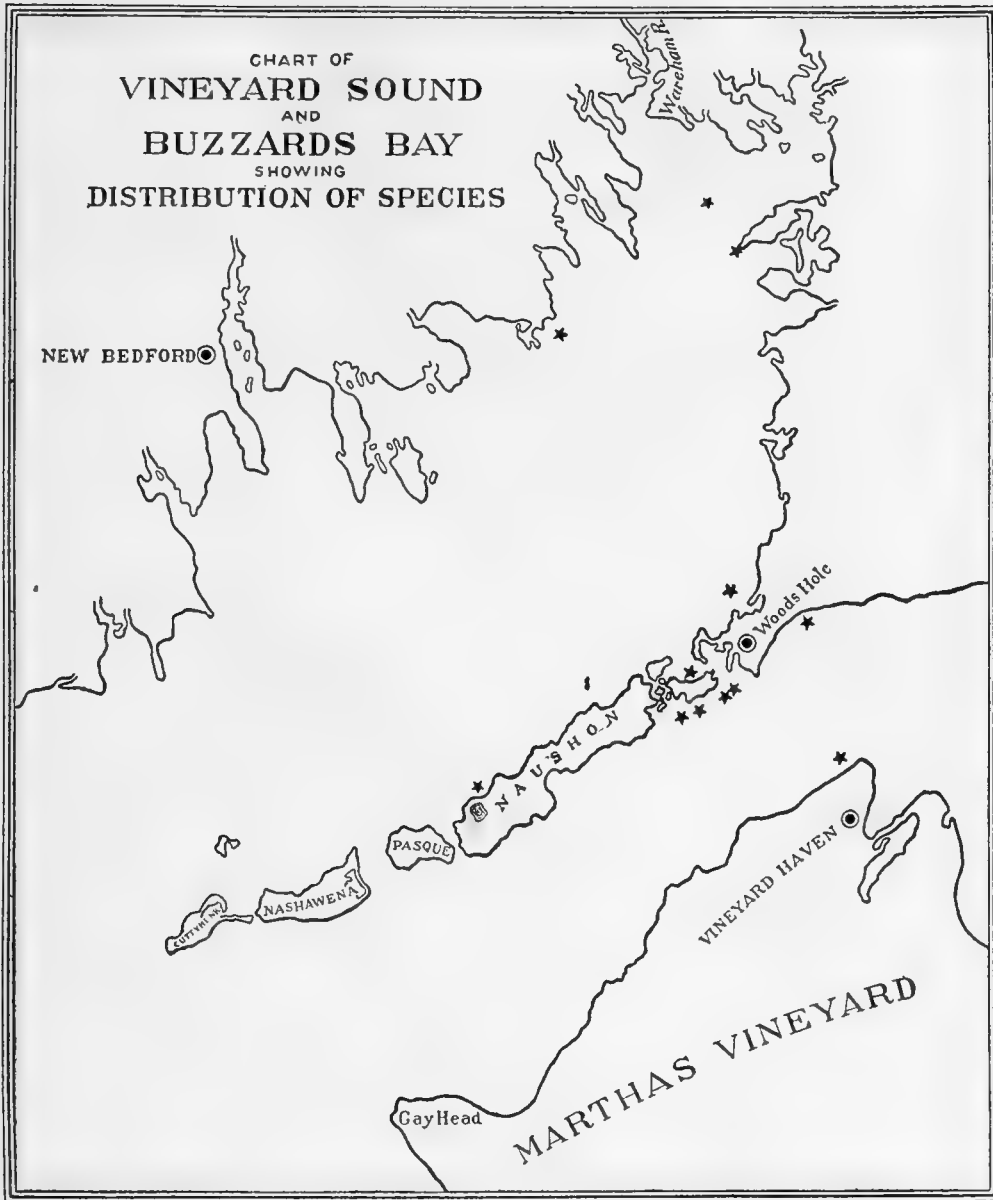 CHART OF
VINEYARD SOUND
AND
BUZZARDS BAY
SHOWING
DISTRIBUTION OF SPECIES
Wareham R.
NEW BEDFORD
Woods Hole
NAUSHON
PASQUE
NASHAWENA
CUTTYHUNK
VINEYARD HAVEN
MARTHAS VINEYARD
Gay Head